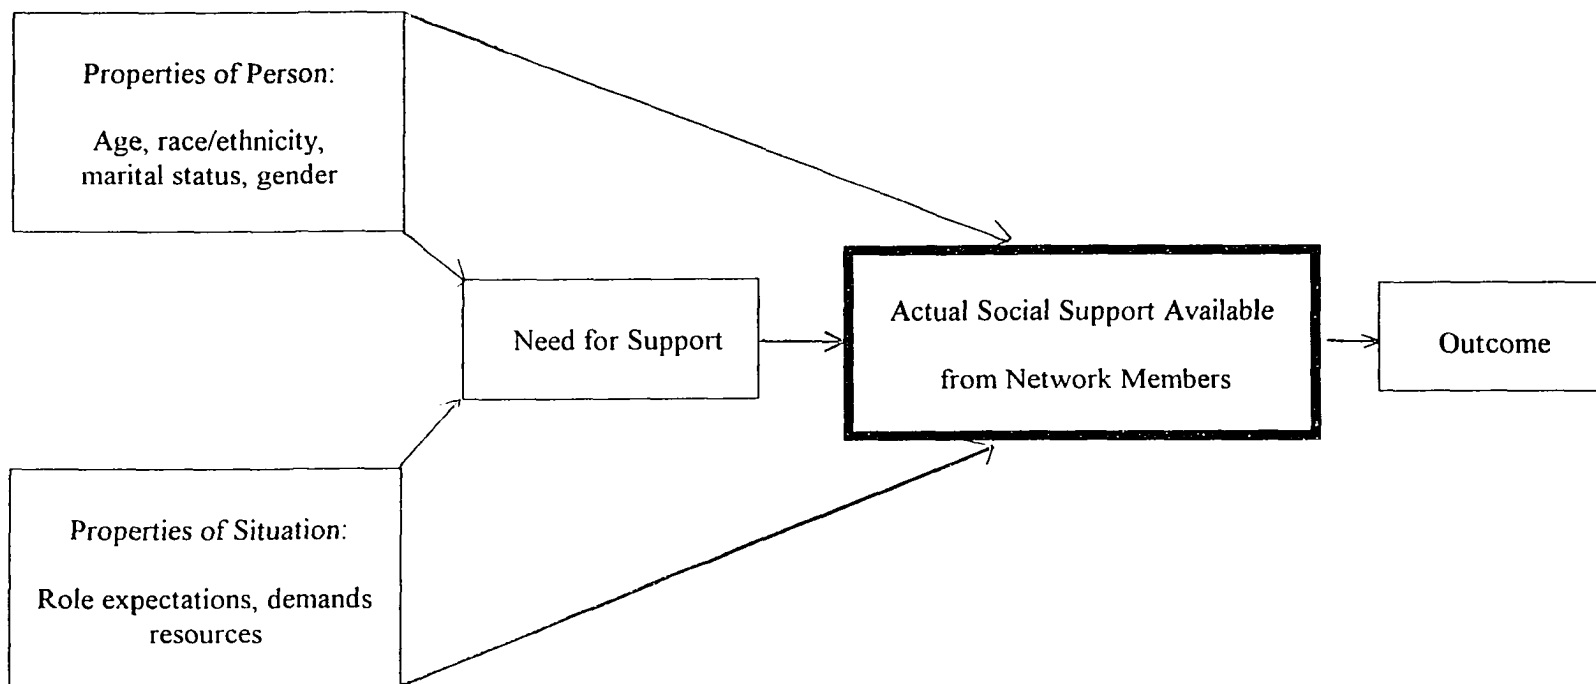 Properties of Person:
Age, race/ethnicity,
marital status, gender
Need for Support
Actual Social Support Available
from Network Members
Outcome
Properties of Situation:
Role expectations, demands
resources